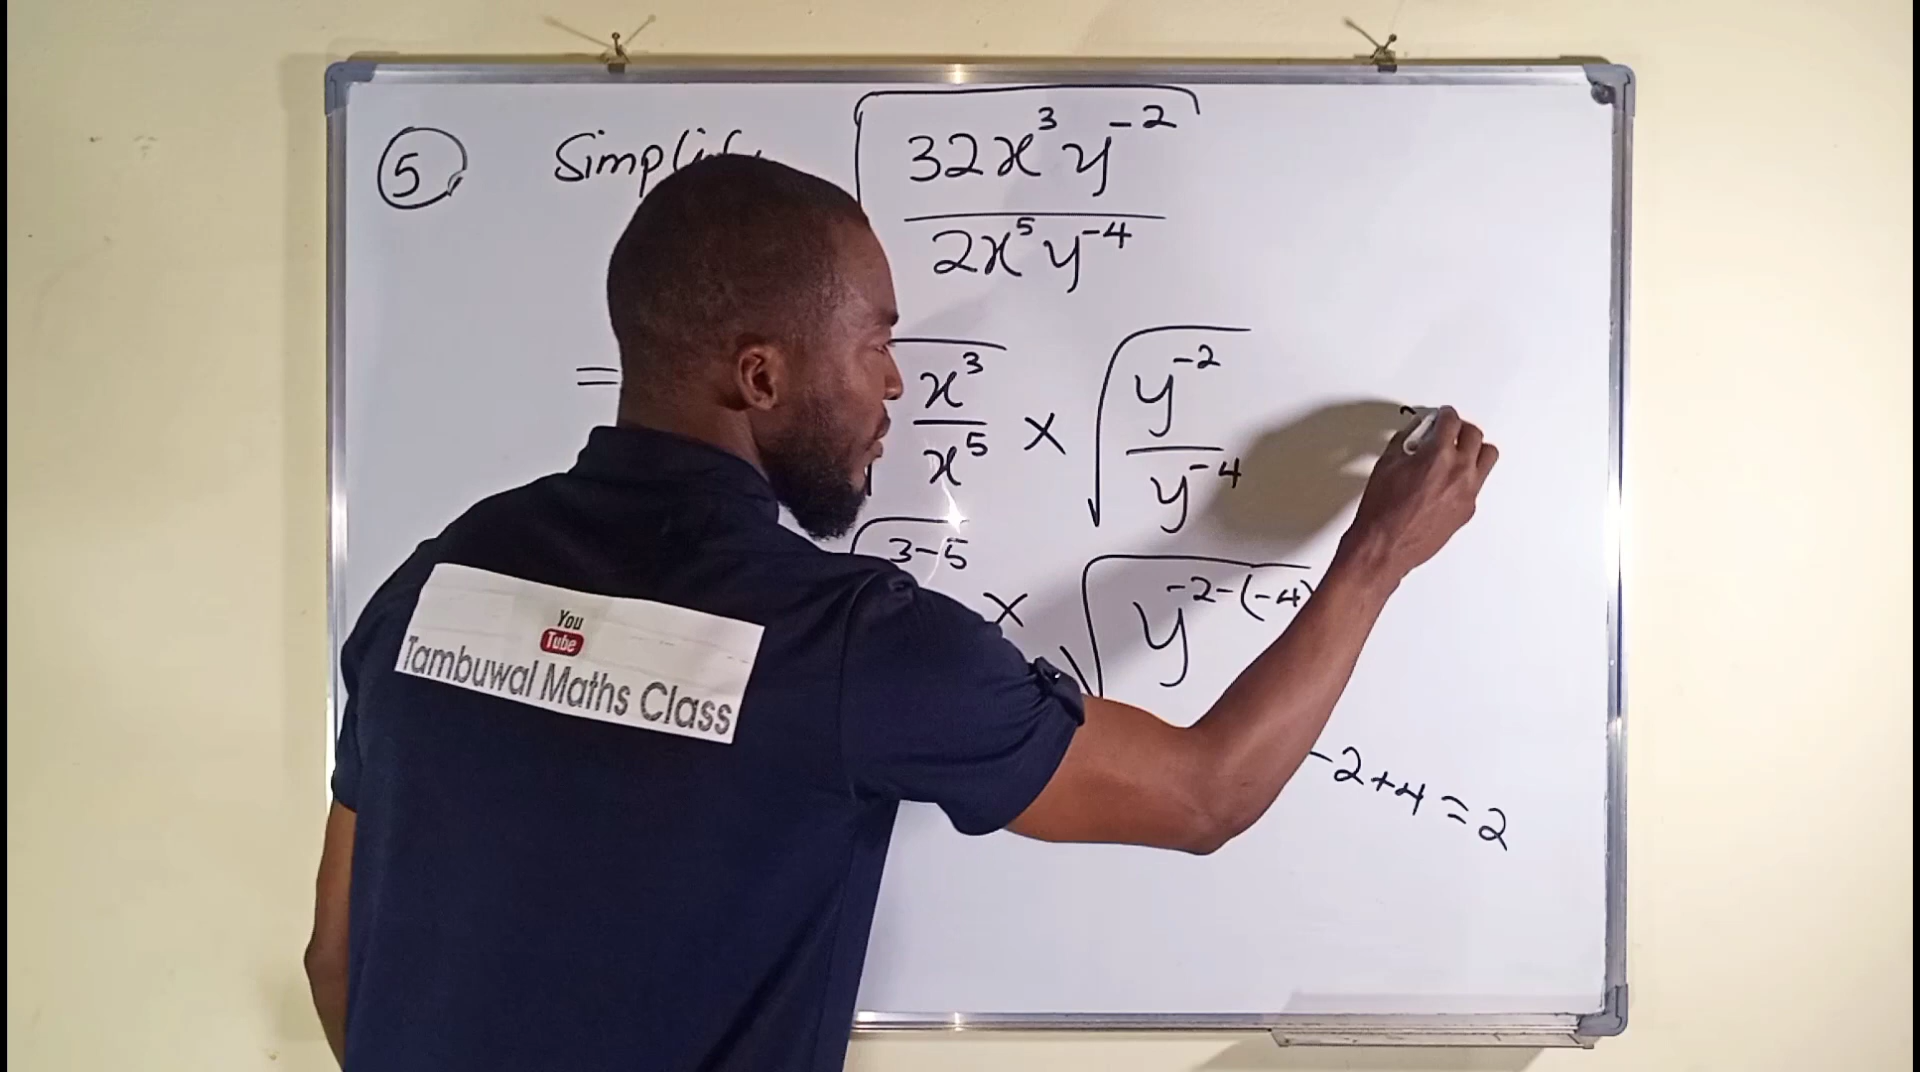 5 Simplify √(32x³y⁻²
2x⁵y⁻⁴)
= √(x³/x⁵) × √(y⁻²/y⁻⁴)
√ 3-5 × √y⁻²⁻⁽⁻⁴⁾
-2+4=2
You
Tube
Tambuwal Maths Class